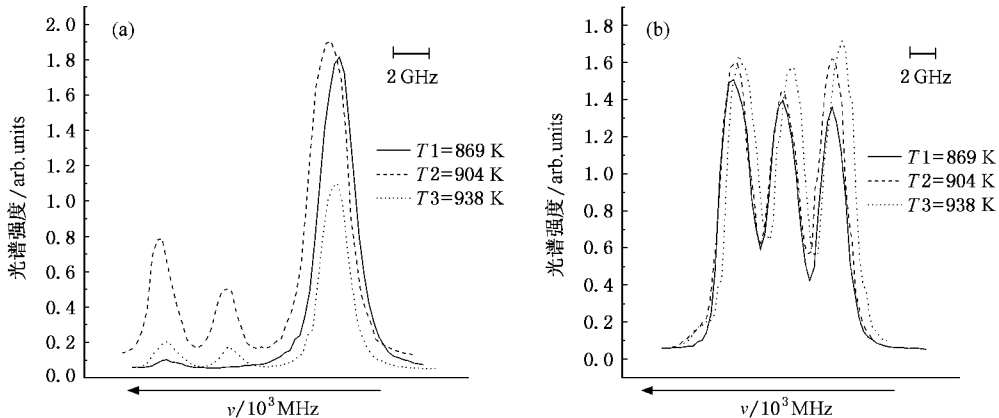 (a)
2.0
1.8
1.6
1.4
1.2
1.0
0.8
0.6
0.4
0.2
0.0
光谱强度/arb.units
2 GHz
T1=869 K
T2=904 K
T3=938 K
ν/10³MHz
(b)
1.8
1.6
1.4
1.2
1.0
0.8
0.6
0.4
0.2
0.0
光谱强度/arb.units
2 GHz
T1=869 K
T2=904 K
T3=938 K
ν/10³MHz